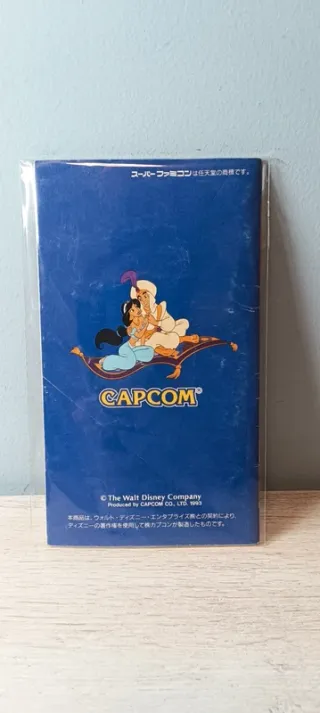 スーパーファミコンは任天堂の商標です。
CAPCOM®
© The Walt Disney Company
Produced by CAPCOM CO., LTD. 1993
本商品は、ウォルト・ディズニー・エンタプライズ㈱との契約により、
ディズニーの著作権を使用して㈱カプコンが製造したものです。